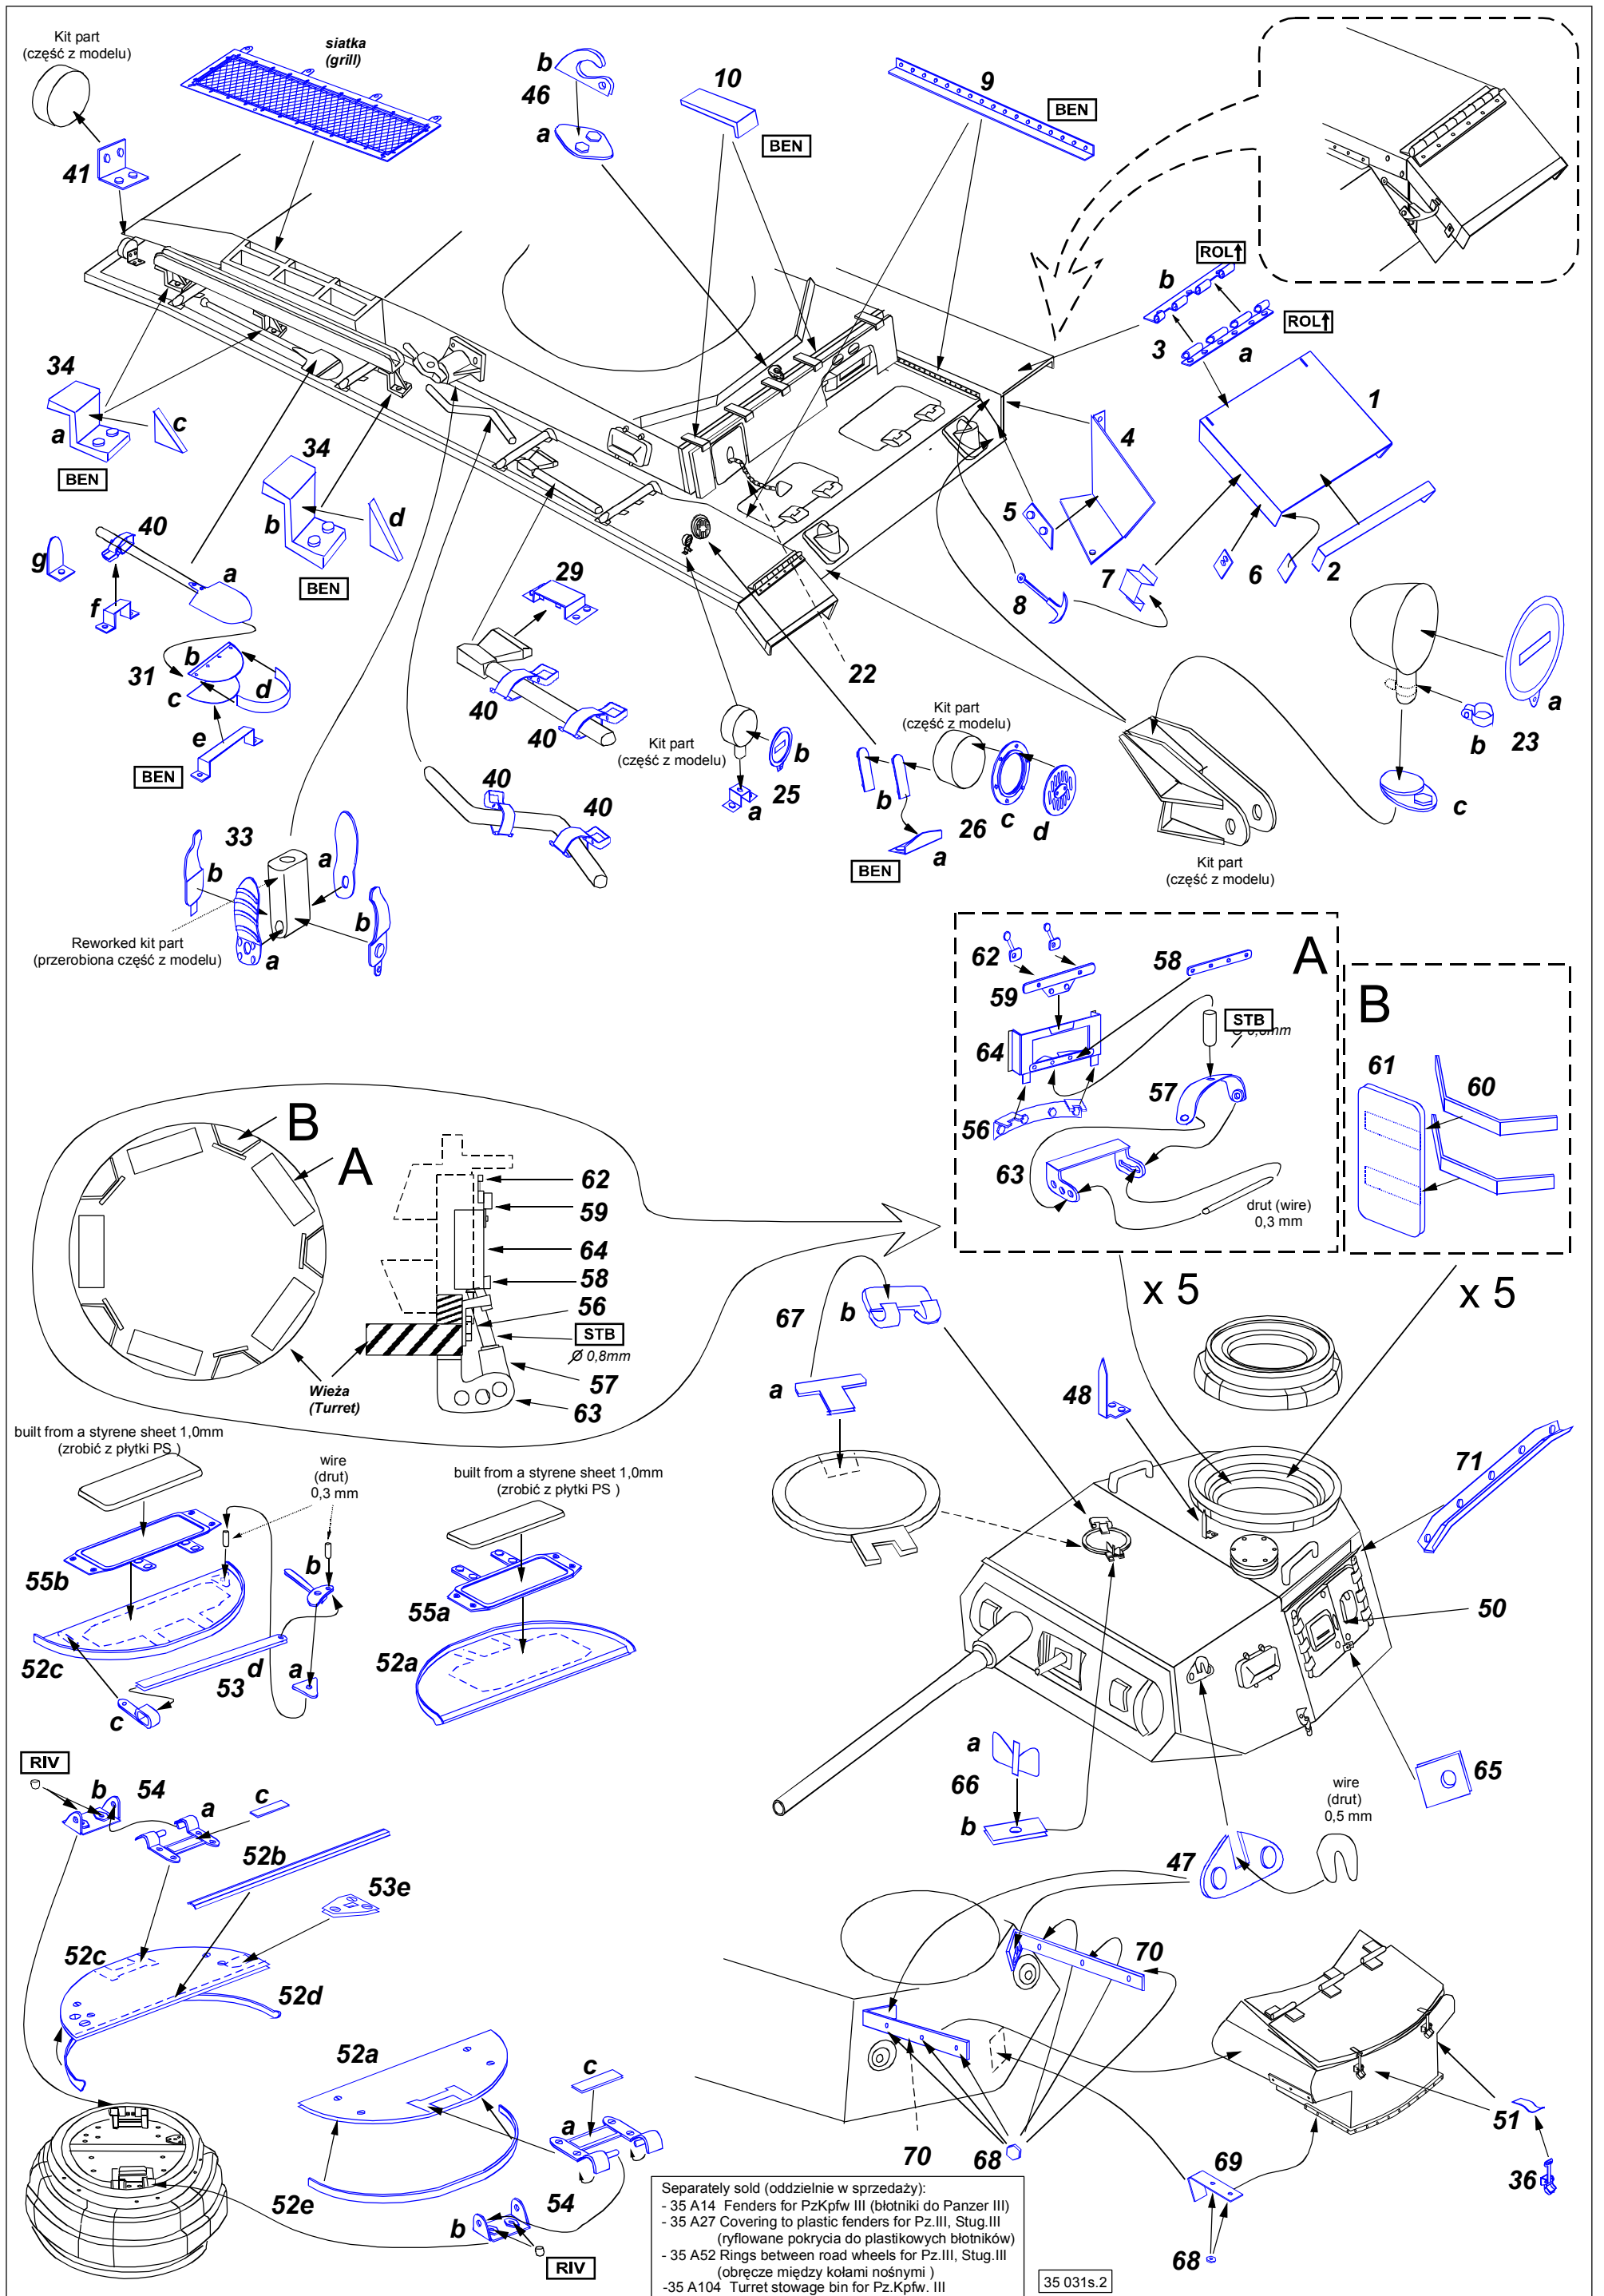 Kit part
(część z modelu)
siatka
(grill)
b
46
a
10
BEN
9
BEN
41
ROL↑
b
3
a
ROL↑
1
34
a
c
BEN
34
b
d
BEN
4
5
7
6
2
8
40
g
f
a
31
b
c
d
e
BEN
29
40
40
22
Kit part
(część z modelu)
b
25
a
Kit part
(część z modelu)
b
26
c
d
a
BEN
a
b
23
c
Kit part
(część z modelu)
40
40
33
b
a
b
a
Reworked kit part
(przerobiona część z modelu)
A
62
59
58
64
STB
Ø 0,8mm
57
56
63
drut (wire)
0,3 mm
x 5
B
61
60
x 5
B
A
62
59
64
58
56
STB
Ø 0,8mm
57
63
Wieża
(Turret)
67
b
a
48
71
50
65
built from a styrene sheet 1,0mm
(zrobić z płytki PS )
wire
(drut)
0,3 mm
built from a styrene sheet 1,0mm
(zrobić z płytki PS )
55b
b
52c
53
d
a
c
55a
52a
a
66
b
wire
(drut)
0,5 mm
47
RIV
b
54
a
c
52b
53e
52c
52d
52a
c
a
52e
54
b
RIV
70
70
68
69
68
51
36
Separately sold (oddzielnie w sprzedaży):
- 35 A14 Fenders for PzKpfw III (błotniki do Panzer III)
- 35 A27 Covering to plastic fenders for Pz.III, Stug.III
(ryflowane pokrycia do plastikowych błotników)
- 35 A52 Rings between road wheels for Pz.III, Stug.III
(obręcze między kołami nośnymi )
-35 A104 Turret stowage bin for Pz.Kpfw. III
35 031s.2